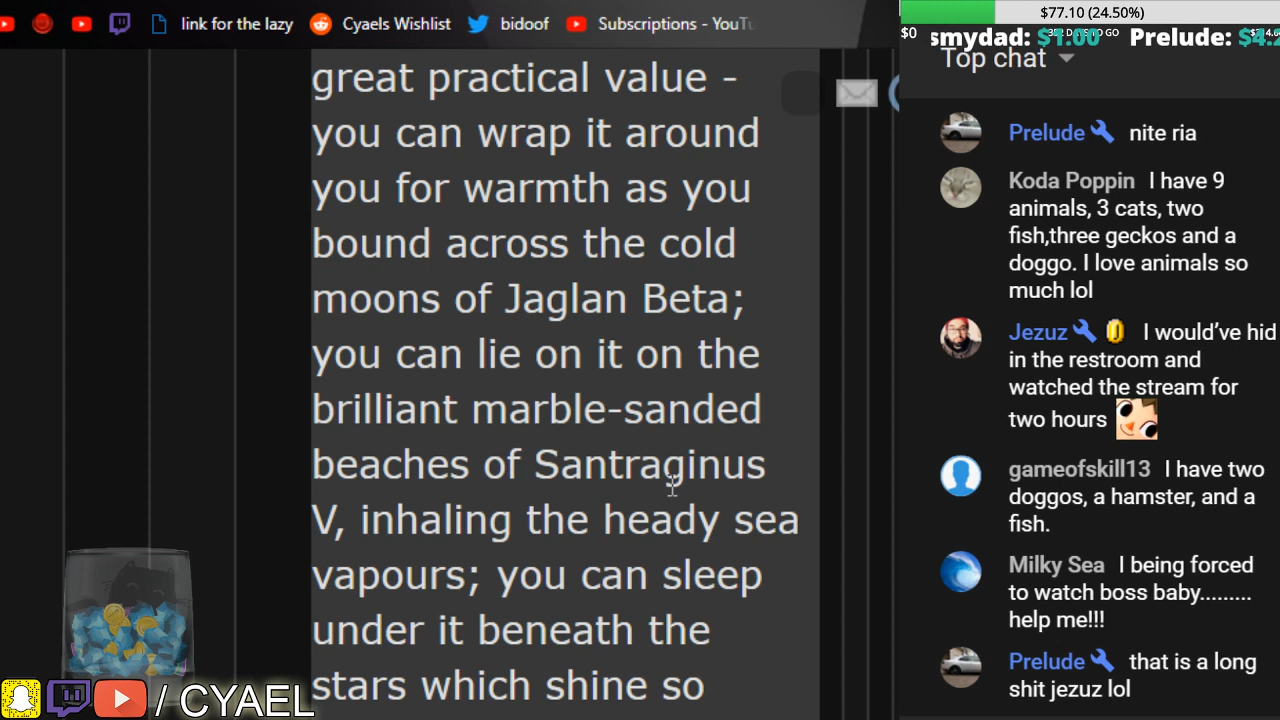 link for the lazy
Cyaels Wishlist
bidoof
Subscriptions - YouTu
$77.10 (24.50%)
$0
smydad: $1.00 Prelude: $4.2
Top chat
great practical value -
you can wrap it around
you for warmth as you
bound across the cold
moons of Jaglan Beta;
you can lie on it on the
brilliant marble-sanded
beaches of Santraginus
V, inhaling the heady sea
vapours; you can sleep
under it beneath the
stars which shine so
Prelude nite ria
Koda Poppin I have 9
animals, 3 cats, two
fish,three geckos and a
doggo. I love animals so
much lol
Jezuz I would’ve hid
in the restroom and
watched the stream for
two hours
gameofskill13 I have two
doggos, a hamster, and a
fish.
Milky Sea I being forced
to watch boss baby.........
help me!!!
Prelude that is a long
shit jezuz lol
/ CYAEL